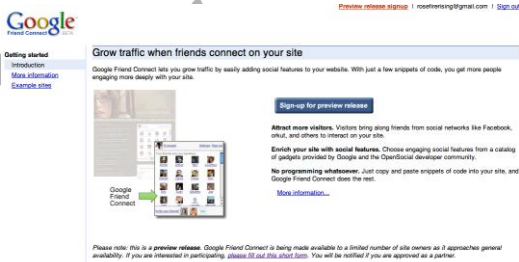 Preview release signup | rosefirerising@gmail.com | Sign out
Google
Friend Connect BETA
Getting started
Introduction
More information
Example sites
Grow traffic when friends connect on your site
Google Friend Connect lets you grow traffic by easily adding social features to your website. With just a few snippets of code, you get more people
engaging more deeply with your site.
Google
Friend
Connect
Sign-up for preview release
Attract more visitors. Visitors bring along friends from social networks like Facebook,
orkut, and others to interact on your site.
Enrich your site with social features. Choose engaging social features from a catalog
of gadgets provided by Google and the OpenSocial developer community.
No programming whatsoever. Just copy and paste snippets of code into your site, and
Google Friend Connect does the rest.
More information...
Please note: this is a preview release. Google Friend Connect is being made available to a limited number of site owners as it approaches general
availability. If you are interested in participating, please fill out this short form. You will be notified if you are approved as a partner.